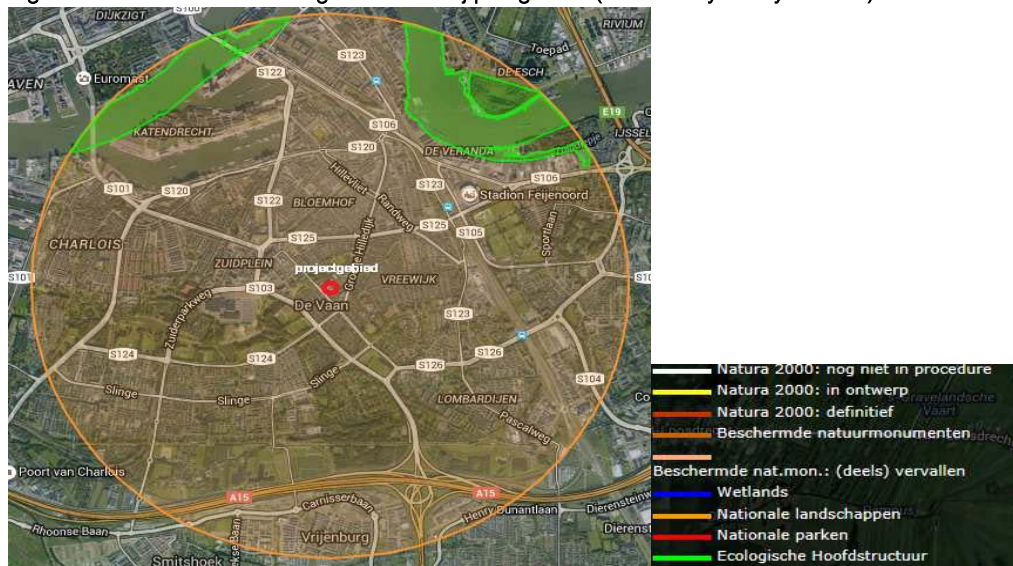 DIJKZIGT
S100
RIVIUM
S123
Toepad
Euromast
S122
DE ESCH
AVEN
KATENDRECHT
S106
E19
S120
DE VERANDA
IJSSEL
Hillevliet
S106
S101
S120
S123
Stadion Feijenoord
S122
BLOEMHOF
Randweg
S125
S105
Sportlaan
CHARLOIS
S125
Groene Hilledijk
ZUIDPLEIN
projectgebied
VREEWIJK
S101
S103
De Vaan
Zuiderparkweg
S123
S124
S124
S126
S126
Slinge
Slinge
Slinge
S104
LOMBARDIJEN
Pascalweg
Poort van Charlois
A15
A15
Carnisserbaan
Henry Dunantlaan
Dierensteinw
Rhoonse Baan
Vrijenburg
Dierenst
Smitshoek
Natura 2000: nog niet in procedure
Natura 2000: in ontwerp
Natura 2000: definitief
Beschermde natuurmonumenten
Beschermde nat.mon.: (deels) vervallen
Wetlands
Nationale landschappen
Nationale parken
Ecologische Hoofdstructuur